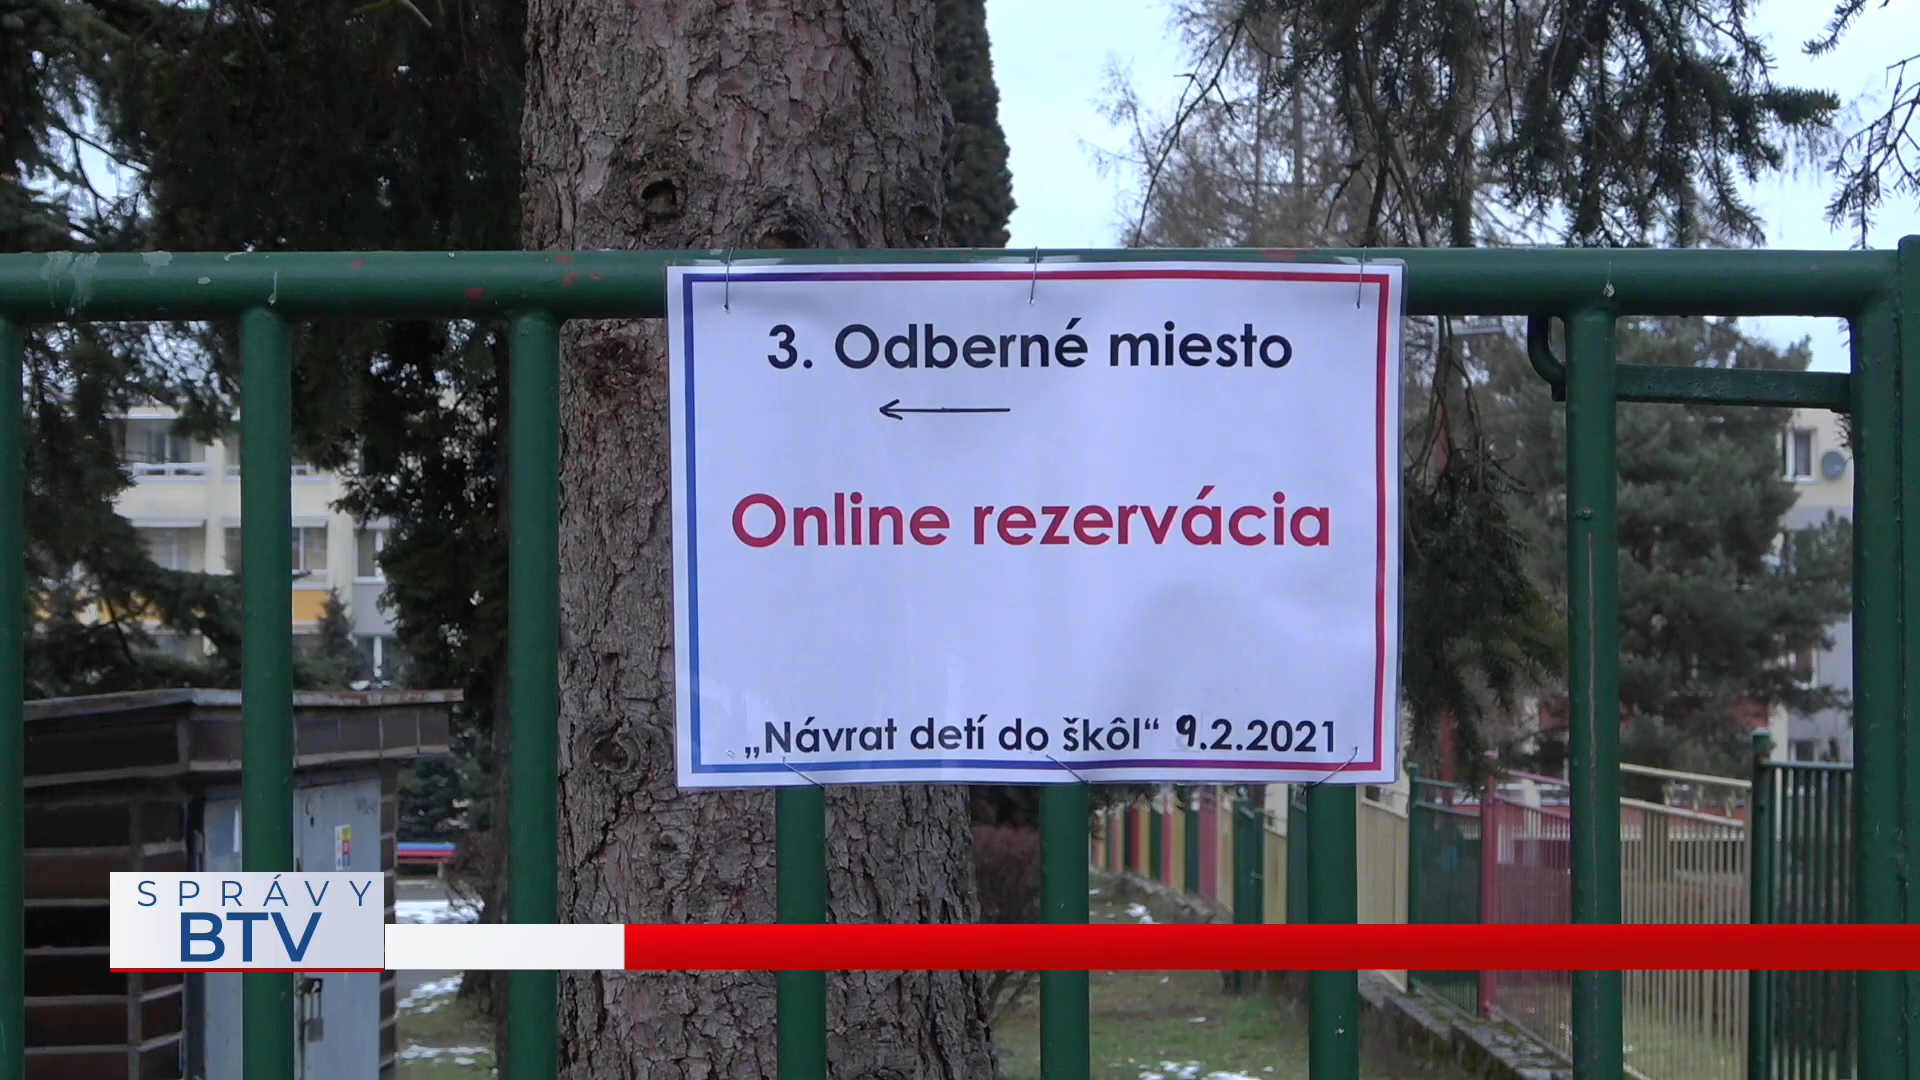 3. Odberné miesto
Online rezervácia
„Návrat detí do škôl“ 9.2.2021
SPRÁVY
BTV